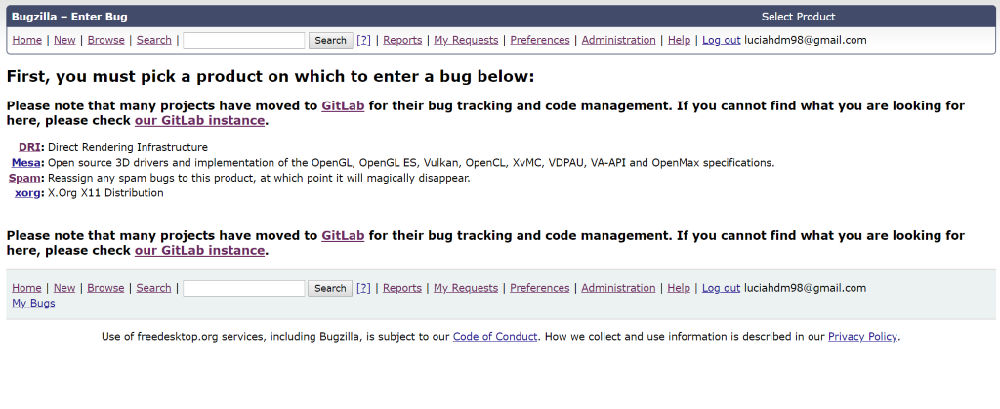 Bugzilla – Enter Bug Select Product
Home | New | Browse | Search | Search [?] | Reports | My Requests | Preferences | Administration | Help | Log out luciahdm98@gmail.com
First, you must pick a product on which to enter a bug below:
Please note that many projects have moved to GitLab for their bug tracking and code management. If you cannot find what you are looking for
here, please check our GitLab instance.
DRI: Direct Rendering Infrastructure
Mesa: Open source 3D drivers and implementation of the OpenGL, OpenGL ES, Vulkan, OpenCL, XvMC, VDPAU, VA-API and OpenMax specifications.
Spam: Reassign any spam bugs to this product, at which point it will magically disappear.
xorg: X.Org X11 Distribution
Please note that many projects have moved to GitLab for their bug tracking and code management. If you cannot find what you are looking for
here, please check our GitLab instance.
Home | New | Browse | Search | Search [?] | Reports | My Requests | Preferences | Administration | Help | Log out luciahdm98@gmail.com
My Bugs
Use of freedesktop.org services, including Bugzilla, is subject to our Code of Conduct. How we collect and use information is described in our Privacy Policy.